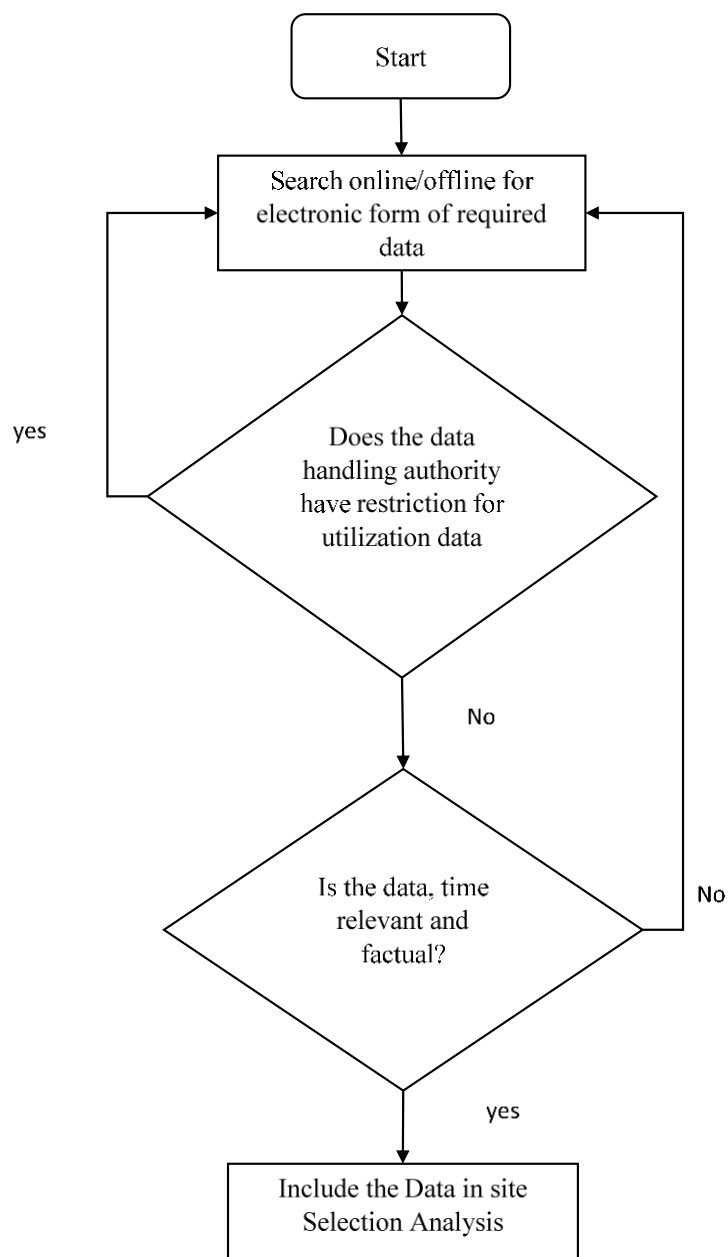 Start
Search online/offline for
electronic form of required
data
yes
Does the data
handling authority
have restriction for
utilization data
No
Is the data, time
relevant and
factual?
No
yes
Include the Data in site
Selection Analysis